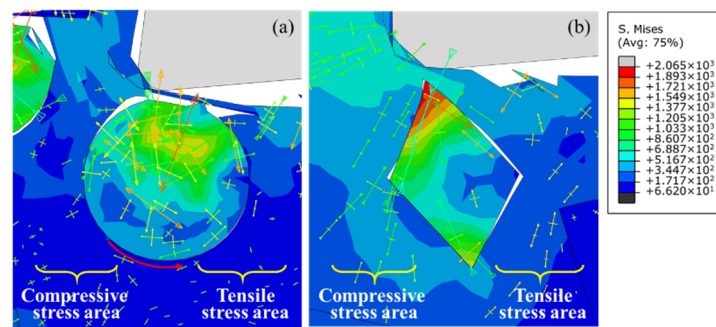 (a)
(b)
S, Mises
(Avg: 75%)
+2.065×10³
+1.893×10³
+1.721×10³
+1.549×10³
+1.377×10³
+1.205×10³
+1.033×10³
+8.607×10²
+6.887×10²
+5.167×10²
+3.447×10²
+1.717×10²
+6.620×10¹
Compressive
stress area
Tensile
stress area
Compressive
stress area
Tensile
stress area